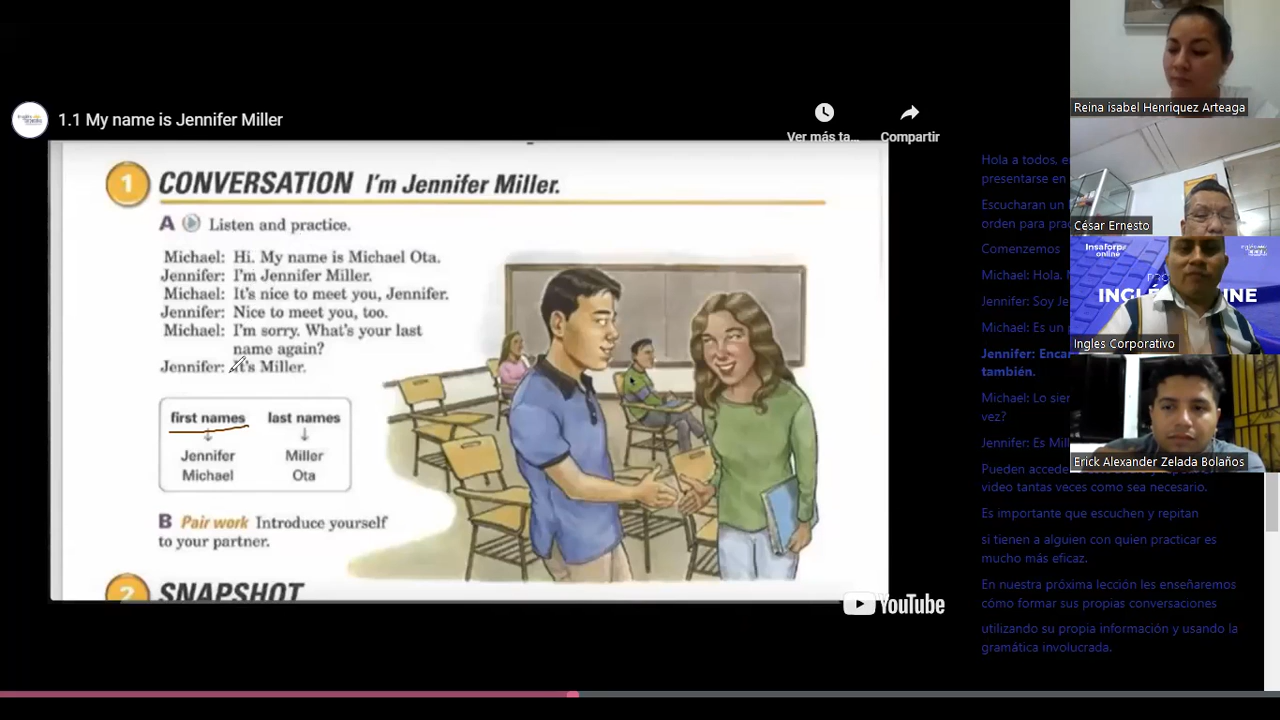 1.1 My name is Jennifer Miller
Ver más ta...
Compartir
1 CONVERSATION I'm Jennifer Miller.
A Listen and practice.
Michael: Hi. My name is Michael Ota.
Jennifer: I'm Jennifer Miller.
Michael: It's nice to meet you, Jennifer.
Jennifer: Nice to meet you, too.
Michael: I'm sorry. What's your last
name again?
Jennifer: It's Miller.
first names last names
Jennifer Miller
Michael Ota
B Pair work Introduce yourself
to your partner.
2 SNAPSHOT
YouTube
Hola a todos, e
presentarse en
Escucharan un
orden para pra
Comenzemos
Michael: Hola.
Jennifer: Soy Je
Michael: Es un p
Jennifer: Encar
también.
Michael: Lo sie
vez?
Jennifer: Es Mil
Pueden accede
video tantas veces como sea necesario.
Es importante que escuchen y repitan
si tienen a alguien con quien practicar es
mucho más eficaz.
En nuestra próxima lección les enseñaremos
cómo formar sus propias conversaciones
utilizando su propia información y usando la
gramática involucrada.
Reina isabel Henriquez Arteaga
César Ernesto
Insaforp
online
INGL
LINE
Ingles Corporativo
Erick Alexander Zelada Bolaños